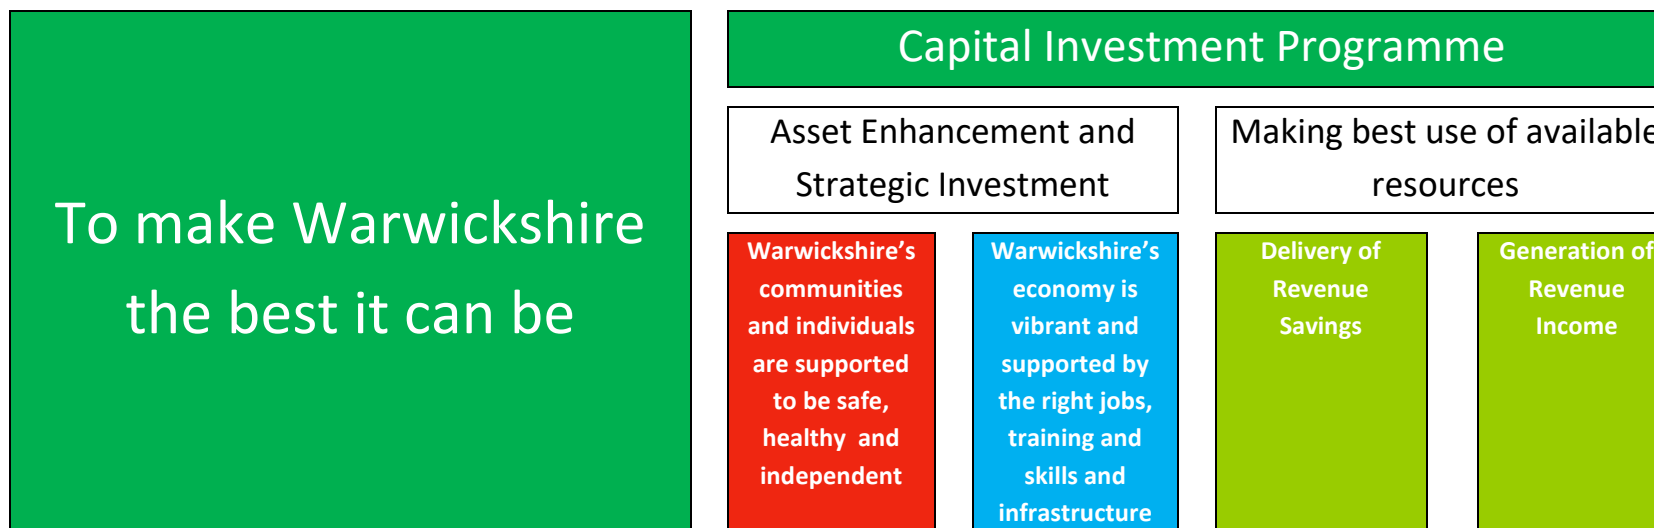 To make Warwickshire
the best it can be
Capital Investment Programme
Asset Enhancement and
Strategic Investment
Making best use of available
resources
Warwickshire’s
communities
and individuals
are supported
to be safe,
healthy and
independent
Warwickshire’s
economy is
vibrant and
supported by
the right jobs,
training and
skills and
infrastructure
Delivery of
Revenue
Savings
Generation of
Revenue
Income